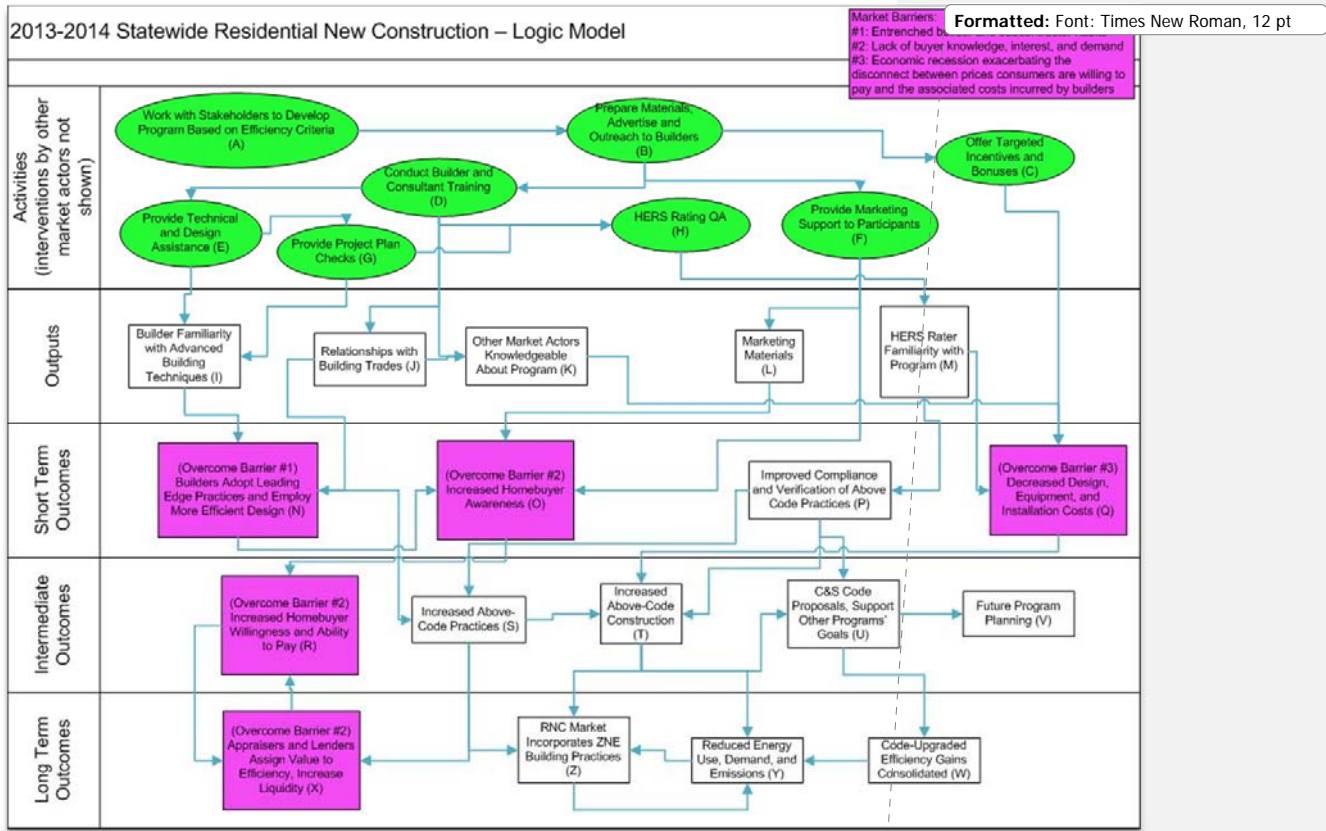 2013-2014 Statewide Residential New Construction – Logic Model
Market Barriers:
#1: Entrenched
#2: Lack of buyer knowledge, interest, and demand
#3: Economic recession exacerbating the
disconnect between prices consumers are willing to
pay and the associated costs incurred by builders
Formatted: Font: Times New Roman, 12 pt
Activities
(interventions by other
market actors not
shown)
Work with Stakeholders to Develop
Program Based on Efficiency Criteria
(A)
Prepare Materials,
Advertise and
Outreach to Builders
(B)
Offer Targeted
Incentives and
Bonuses (C)
Conduct Builder and
Consultant Training
(D)
Provide Technical
and Design
Assistance (E)
Provide Project Plan
Checks (G)
HERS Rating QA
(H)
Provide Marketing
Support to Participants
(F)
Outputs
Builder Familiarity
with Advanced
Building
Techniques (I)
Relationships with
Building Trades (J)
Other Market Actors
Knowledgeable
About Program (K)
Marketing
Materials
(L)
HERS Rater
Familiarity with
Program (M)
Short Term
Outcomes
(Overcome Barrier #1)
Builders Adopt Leading
Edge Practices and Employ
More Efficient Design (N)
(Overcome Barrier #2)
Increased Homebuyer
Awareness (O)
Improved Compliance
and Verification of Above
Code Practices (P)
(Overcome Barrier #3)
Decreased Design,
Equipment, and
Installation Costs (Q)
Intermediate
Outcomes
(Overcome Barrier #2)
Increased Homebuyer
Willingness and Ability
to Pay (R)
Increased Above-
Code Practices (S)
Increased
Above-Code
Construction
(T)
C&S Code
Proposals, Support
Other Programs'
Goals (U)
Future Program
Planning (V)
Long Term
Outcomes
(Overcome Barrier #2)
Appraisers and Lenders
Assign Value to
Efficiency, Increase
Liquidity (X)
RNC Market
Incorporates ZNE
Building Practices
(Z)
Reduced Energy
Use, Demand, and
Emissions (Y)
Code-Upgraded
Efficiency Gains
Consolidated (W)